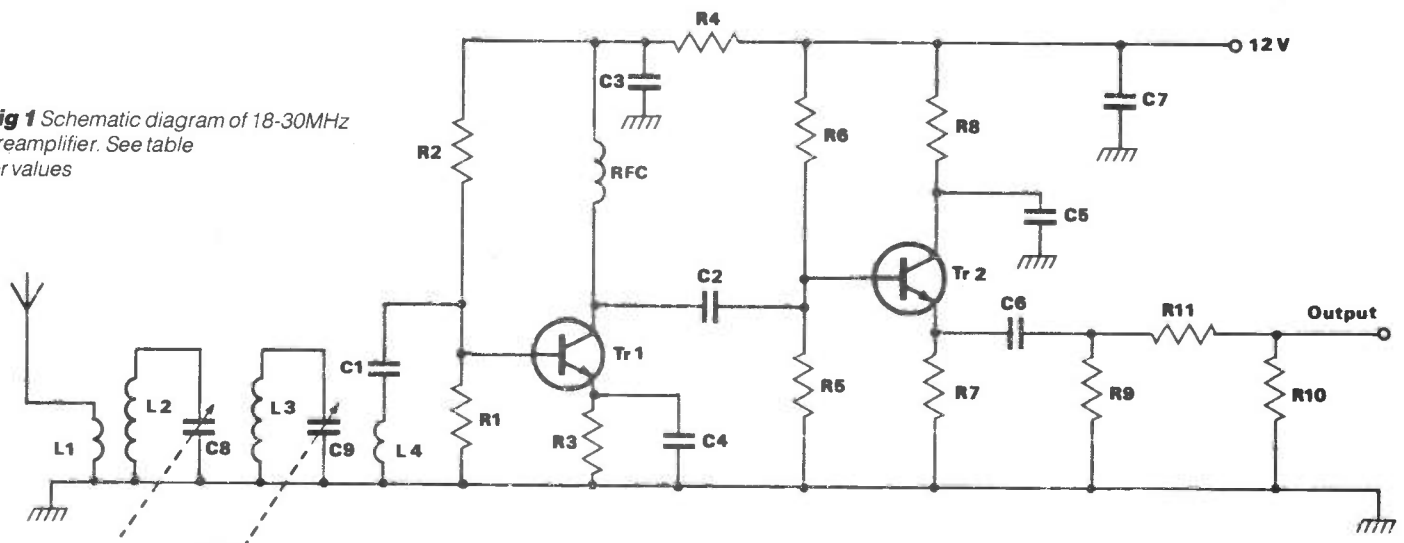 ig 1 Schematic diagram of 18-30MHz
reamplifier. See table
r values
R4
12V
C3
C7
R2
RFC
R6
R8
C5
C2
Tr 2
C6
R11
Output
C1
Tr 1
L2
L3
R5
R7
R9
R10
L1
C8
C9
L4
R1
R3
C4